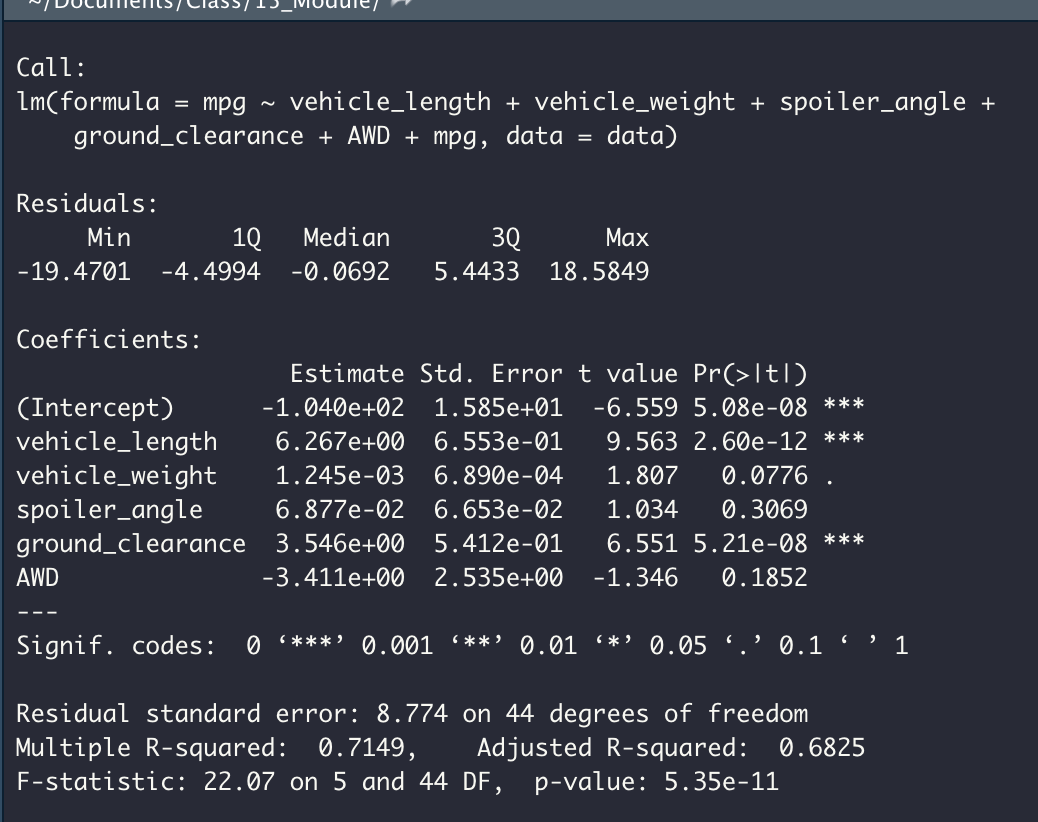 ~/Documents/Class/15_Module/
Call:
lm(formula = mpg ~ vehicle_length + vehicle_weight + spoiler_angle +
    ground_clearance + AWD + mpg, data = data)
Residuals:
     Min       1Q   Median       3Q      Max
-19.4701  -4.4994  -0.0692   5.4433  18.5849
Coefficients:
                   Estimate Std. Error t value Pr(>|t|)
(Intercept)      -1.040e+02  1.585e+01  -6.559 5.08e-08 ***
vehicle_length    6.267e+00  6.553e-01   9.563 2.60e-12 ***
vehicle_weight    1.245e-03  6.890e-04   1.807   0.0776 .
spoiler_angle     6.877e-02  6.653e-02   1.034   0.3069
ground_clearance  3.546e+00  5.412e-01   6.551 5.21e-08 ***
AWD              -3.411e+00  2.535e+00  -1.346   0.1852
---
Signif. codes:  0 ‘***’ 0.001 ‘**’ 0.01 ‘*’ 0.05 ‘.’ 0.1 ‘ ’ 1
Residual standard error: 8.774 on 44 degrees of freedom
Multiple R-squared:  0.7149,    Adjusted R-squared:  0.6825
F-statistic: 22.07 on 5 and 44 DF,  p-value: 5.35e-11